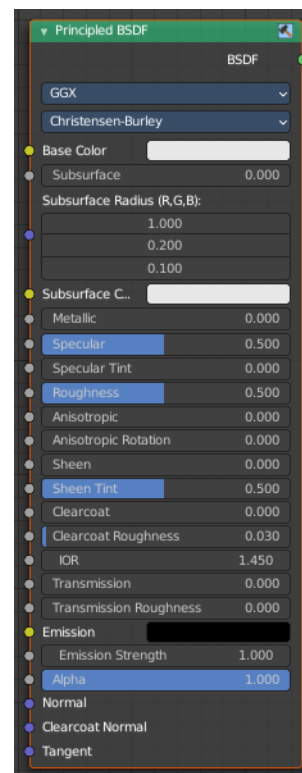 Principled BSDF
BSDF
GGX
Christensen-Burley
Base Color
Subsurface 0.000
Subsurface Radius (R,G,B):
1.000
0.200
0.100
Subsurface C...
Metallic 0.000
Specular 0.500
Specular Tint 0.000
Roughness 0.500
Anisotropic 0.000
Anisotropic Rotation 0.000
Sheen 0.000
Sheen Tint 0.500
Clearcoat 0.000
Clearcoat Roughness 0.030
IOR 1.450
Transmission 0.000
Transmission Roughness 0.000
Emission
Emission Strength 1.000
Alpha 1.000
Normal
Clearcoat Normal
Tangent